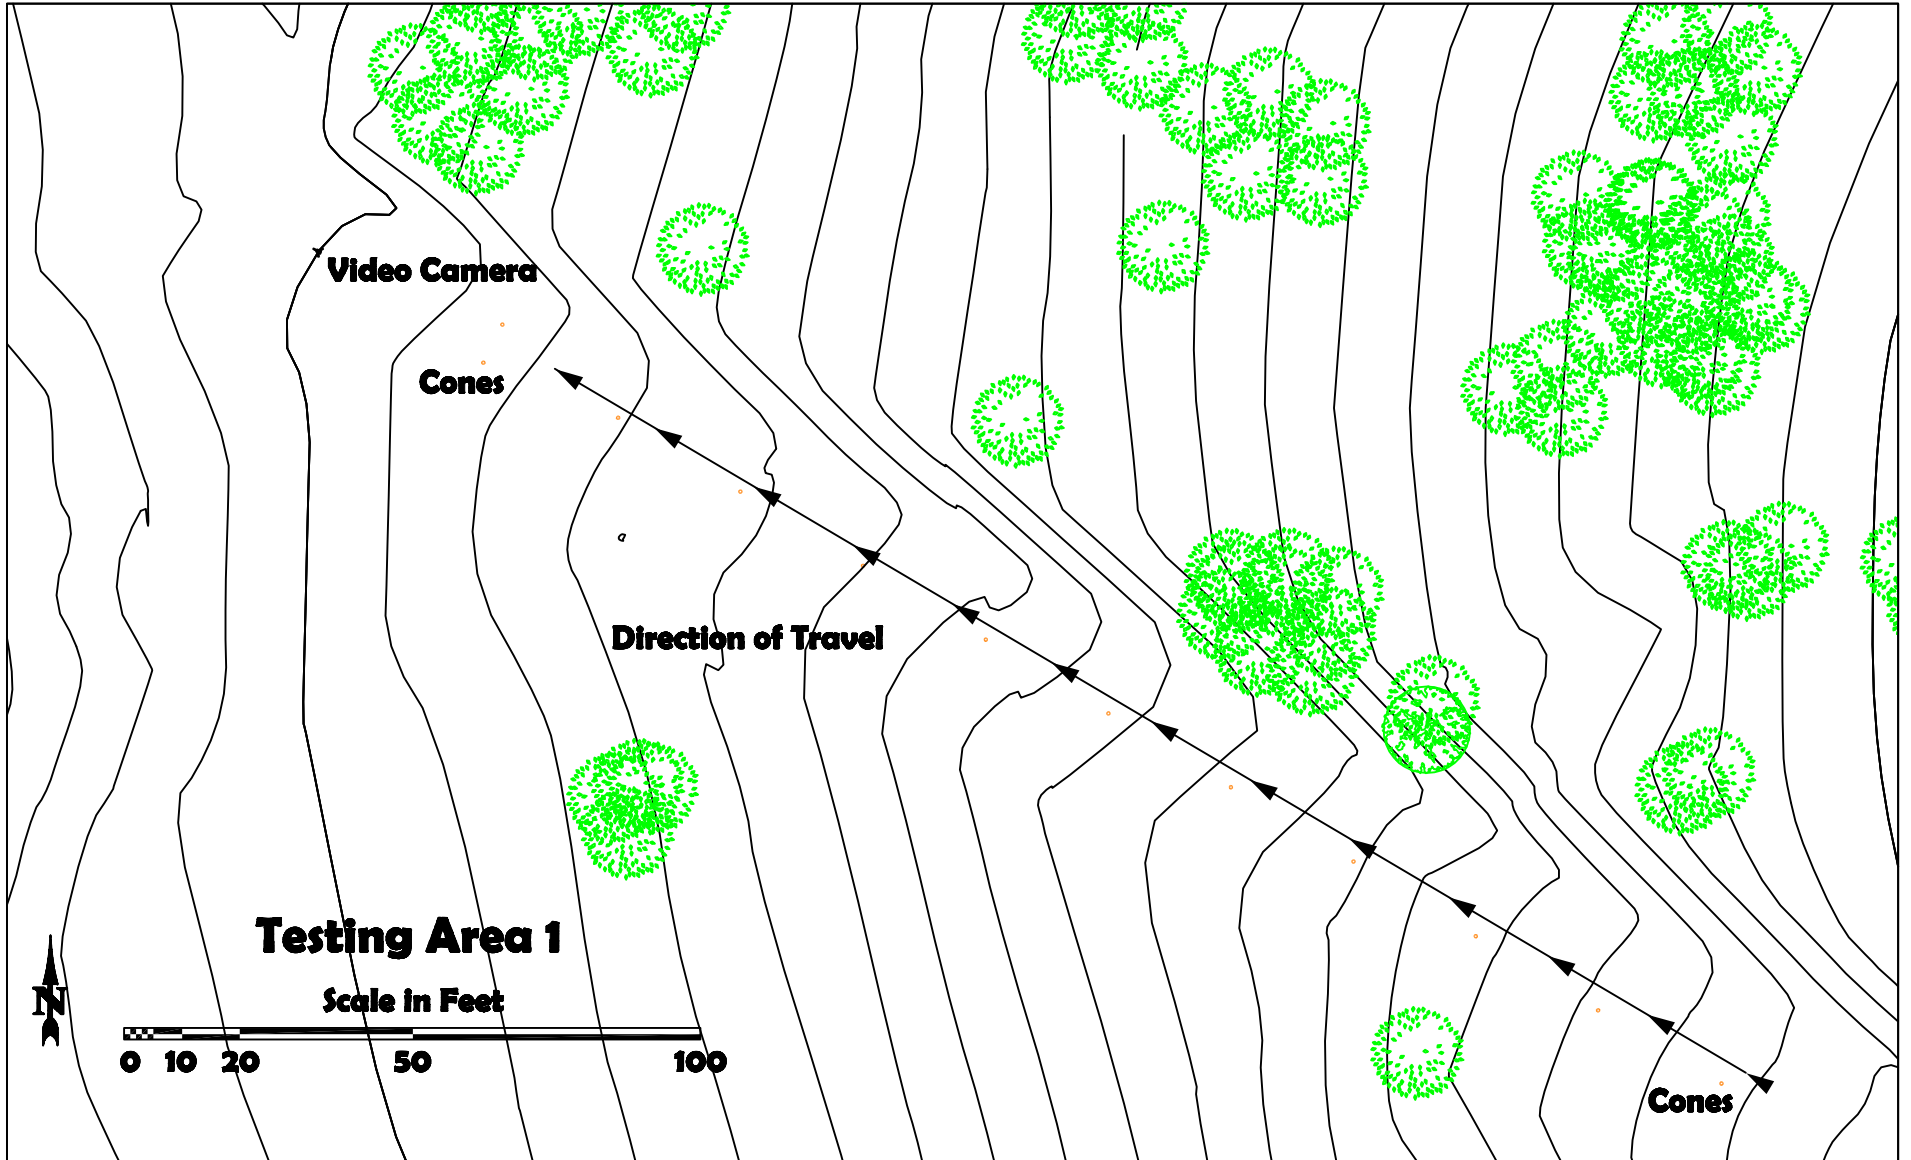 Video Camera
Cones
Direction of Travel
Testing Area 1
Scale in Feet
N
0 10 20 50 100
Cones